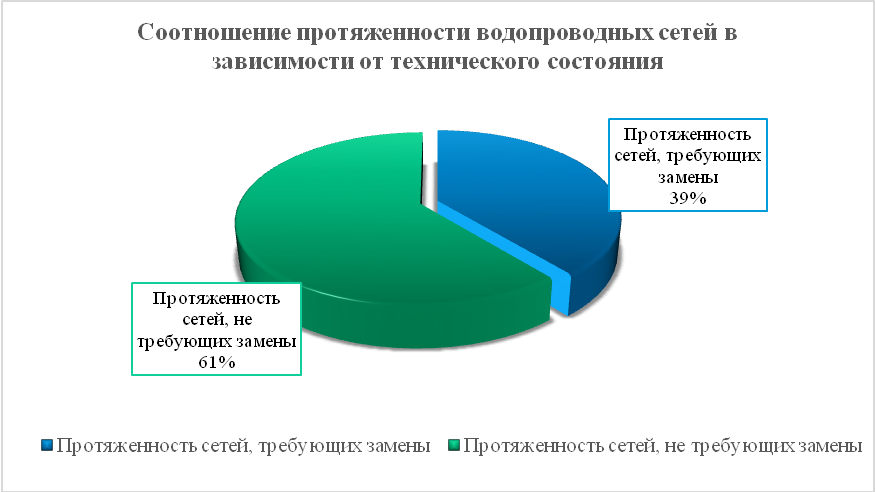 Соотношение протяженности водопроводных сетей в
зависимости от технического состояния
Протяженность
сетей, требующих
замены
39%
Протяженность
сетей, не
требующих замены
61%
Протяженность сетей, требующих замены
Протяженность сетей, не требующих замены